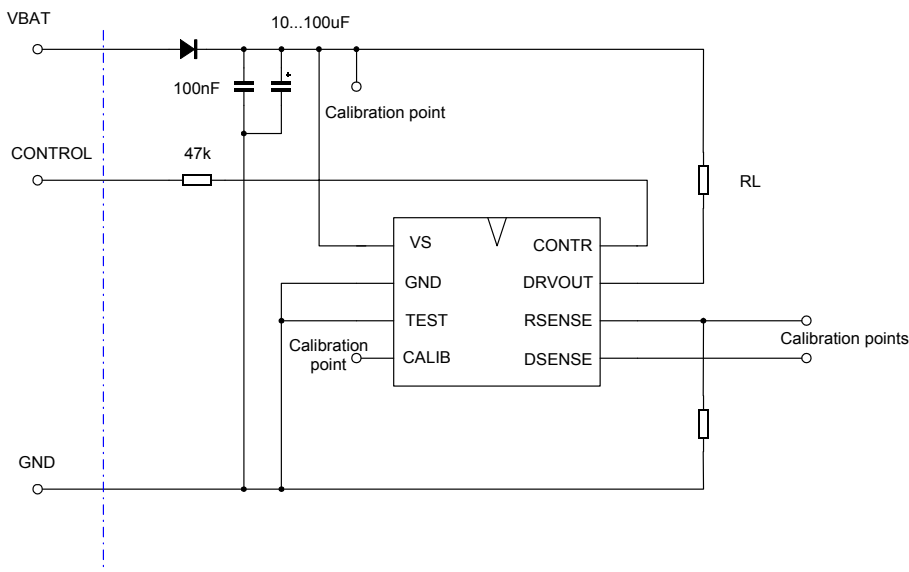 VBAT
10...100uF
100nF
Calibration point
CONTROL
47k
RL
VS
CONTR
GND
DRVOUT
TEST
RSENSE
Calibration
point
CALIB
DSENSE
Calibration points
GND